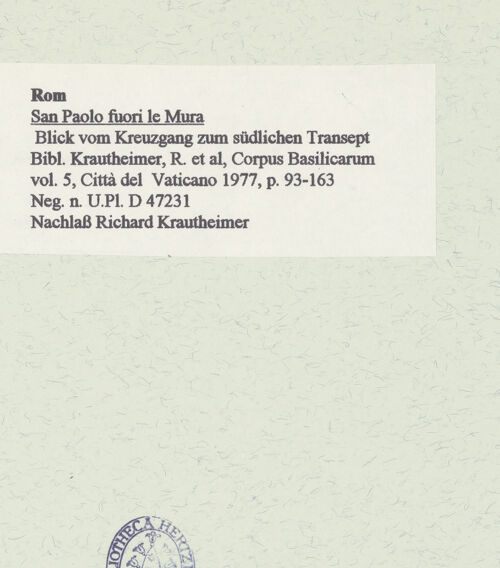 Rom
San Paolo fuori le Mura
Blick vom Kreuzgang zum südlichen Transept
Bibl. Krautheimer, R. et al, Corpus Basilicarum
vol. 5, Città del Vaticano 1977, p. 93-163
Neg. n. U.Pl. D 47231
Nachlaß Richard Krautheimer